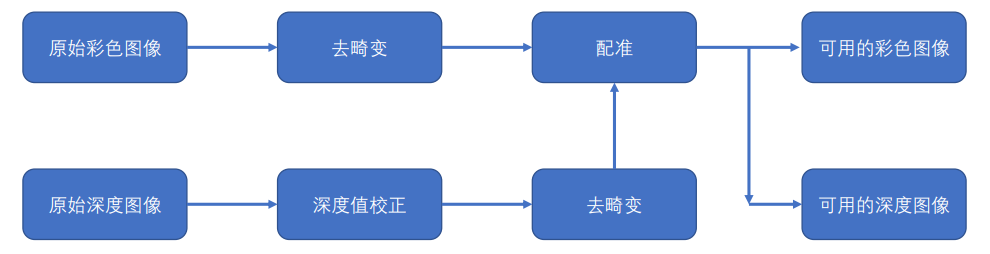 原始彩色图像
去畸变
配准
可用的彩色图像
原始深度图像
深度值校正
去畸变
可用的深度图像